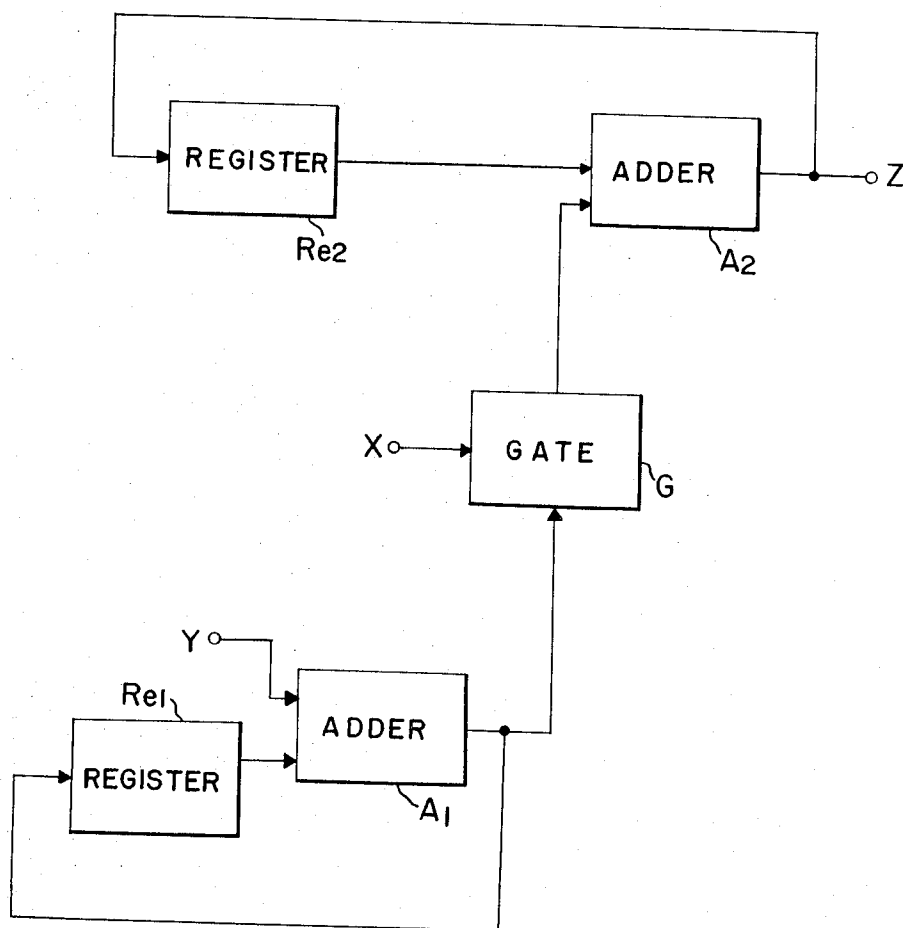 REGISTER
Re2
ADDER
A2
Z
X
GATE
G
Y
Re1
REGISTER
ADDER
A1